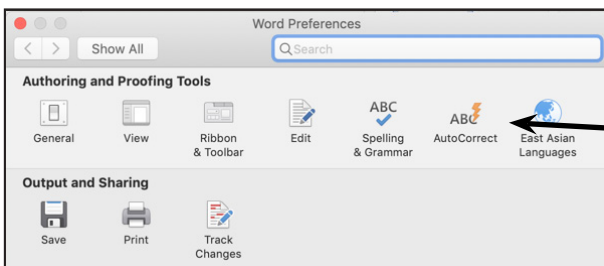 Word Preferences
Show All
Search
Authoring and Proofing Tools
ABC
ABC
General View Ribbon Edit Spelling AutoCorrect East Asian
& Toolbar & Grammar Languages
Output and Sharing
Save Print Track
Changes